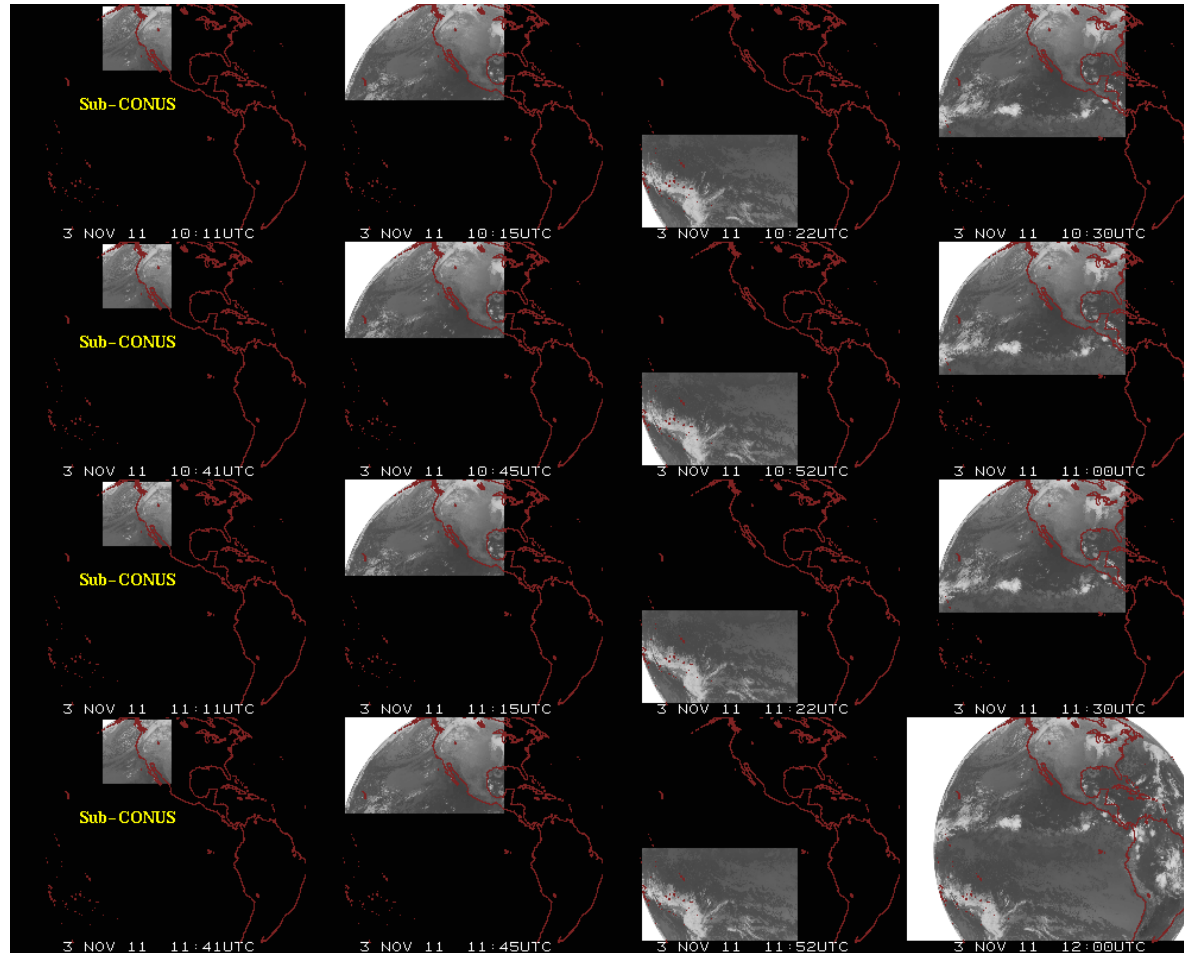 Sub-CONUS
3 NOV 11 10:11UTC
3 NOV 11 10:15UTC
3 NOV 11 10:22UTC
3 NOV 11 10:30UTC
Sub-CONUS
3 NOV 11 10:41UTC
3 NOV 11 10:45UTC
3 NOV 11 10:52UTC
3 NOV 11 11:00UTC
Sub-CONUS
3 NOV 11 11:11UTC
3 NOV 11 11:15UTC
3 NOV 11 11:22UTC
3 NOV 11 11:30UTC
Sub-CONUS
3 NOV 11 11:41UTC
3 NOV 11 11:45UTC
3 NOV 11 11:52UTC
3 NOV 11 12:00UTC